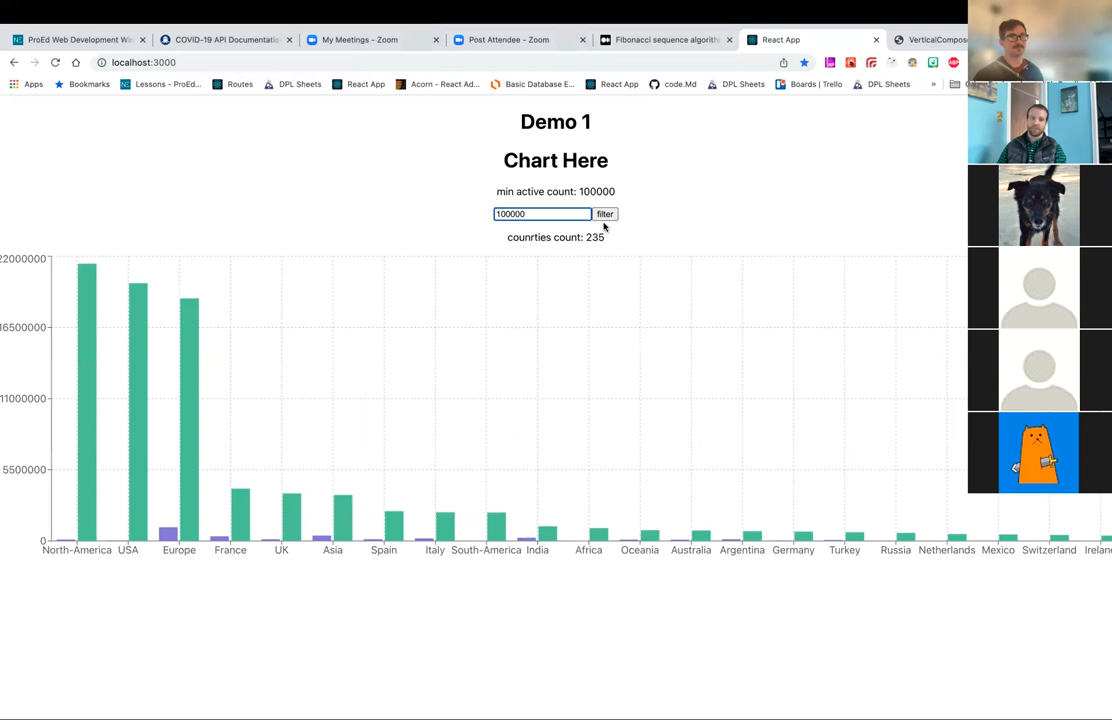 ProEd Web Development We
COVID-19 API Documentatio
My Meetings - Zoom
Post Attendee - Zoom
Fibonacci sequence algorith
React App
VerticalCompos
localhost:3000
Apps
Bookmarks
Lessons - ProEd...
Routes
DPL Sheets
React App
Acorn - React Ad...
Basic Database E...
React App
code.Md
DPL Sheets
Boards | Trello
DPL Sheets
»
Demo 1
Chart Here
min active count: 100000
100000 filter
counrties count: 235
22000000
16500000
11000000
5500000
0
North-America USA Europe France UK Asia Spain Italy South-America India Africa Oceania Australia Argentina Germany Turkey Russia Netherlands Mexico Switzerland Irelan